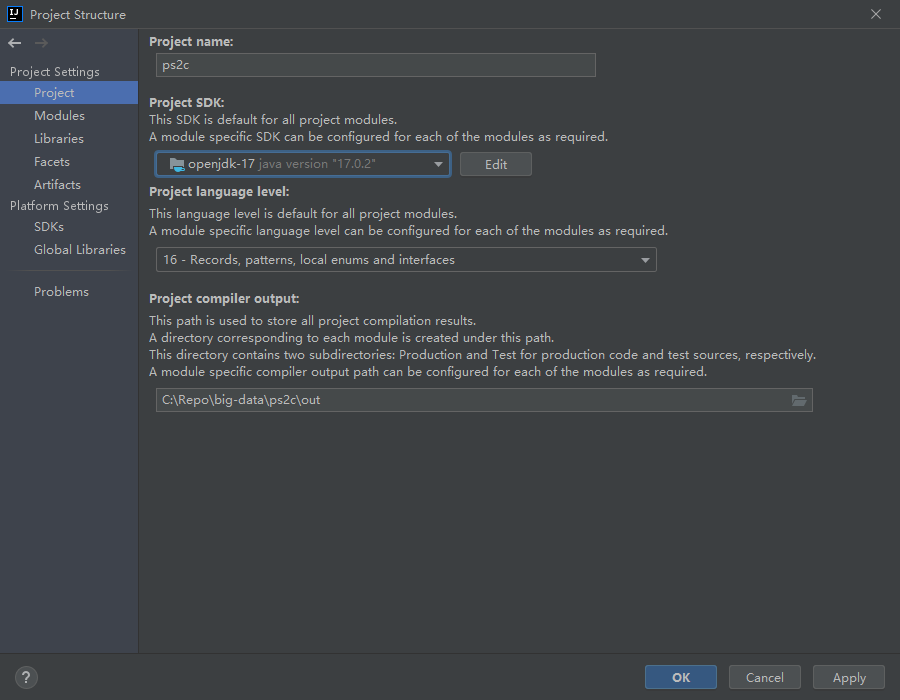 IJ Project Structure
Project Settings
Project
Modules
Libraries
Facets
Artifacts
Platform Settings
SDKs
Global Libraries
Problems
Project name:
ps2c
Project SDK:
This SDK is default for all project modules.
A module specific SDK can be configured for each of the modules as required.
openjdk-17 java version "17.0.2" Edit
Project language level:
This language level is default for all project modules.
A module specific language level can be configured for each of the modules as required.
16 - Records, patterns, local enums and interfaces
Project compiler output:
This path is used to store all project compilation results.
A directory corresponding to each module is created under this path.
This directory contains two subdirectories: Production and Test for production code and test sources, respectively.
A module specific compiler output path can be configured for each of the modules as required.
C:\Repo\big-data\ps2c\out
? OK Cancel Apply